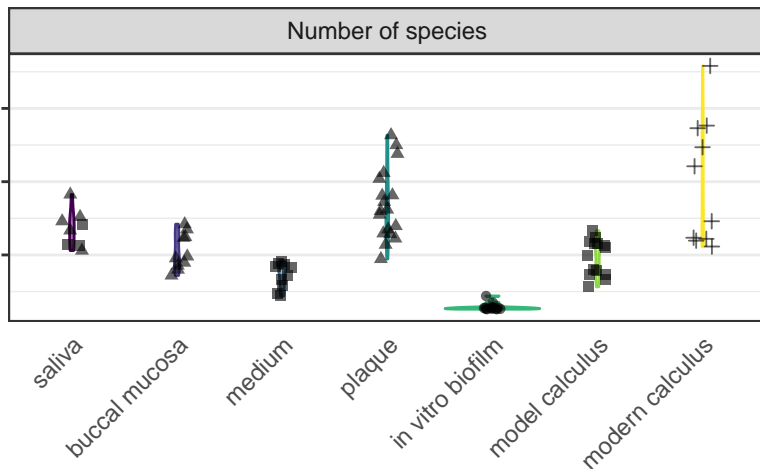 Number of species
saliva
buccal mucosa
medium
plaque
in vitro biofilm
model calculus
modern calculus